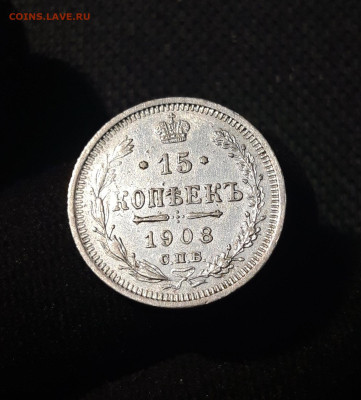 COINS.LAVE.RU
· 15 ·
КОПѢЕКЪ
1908
С.П.Б.